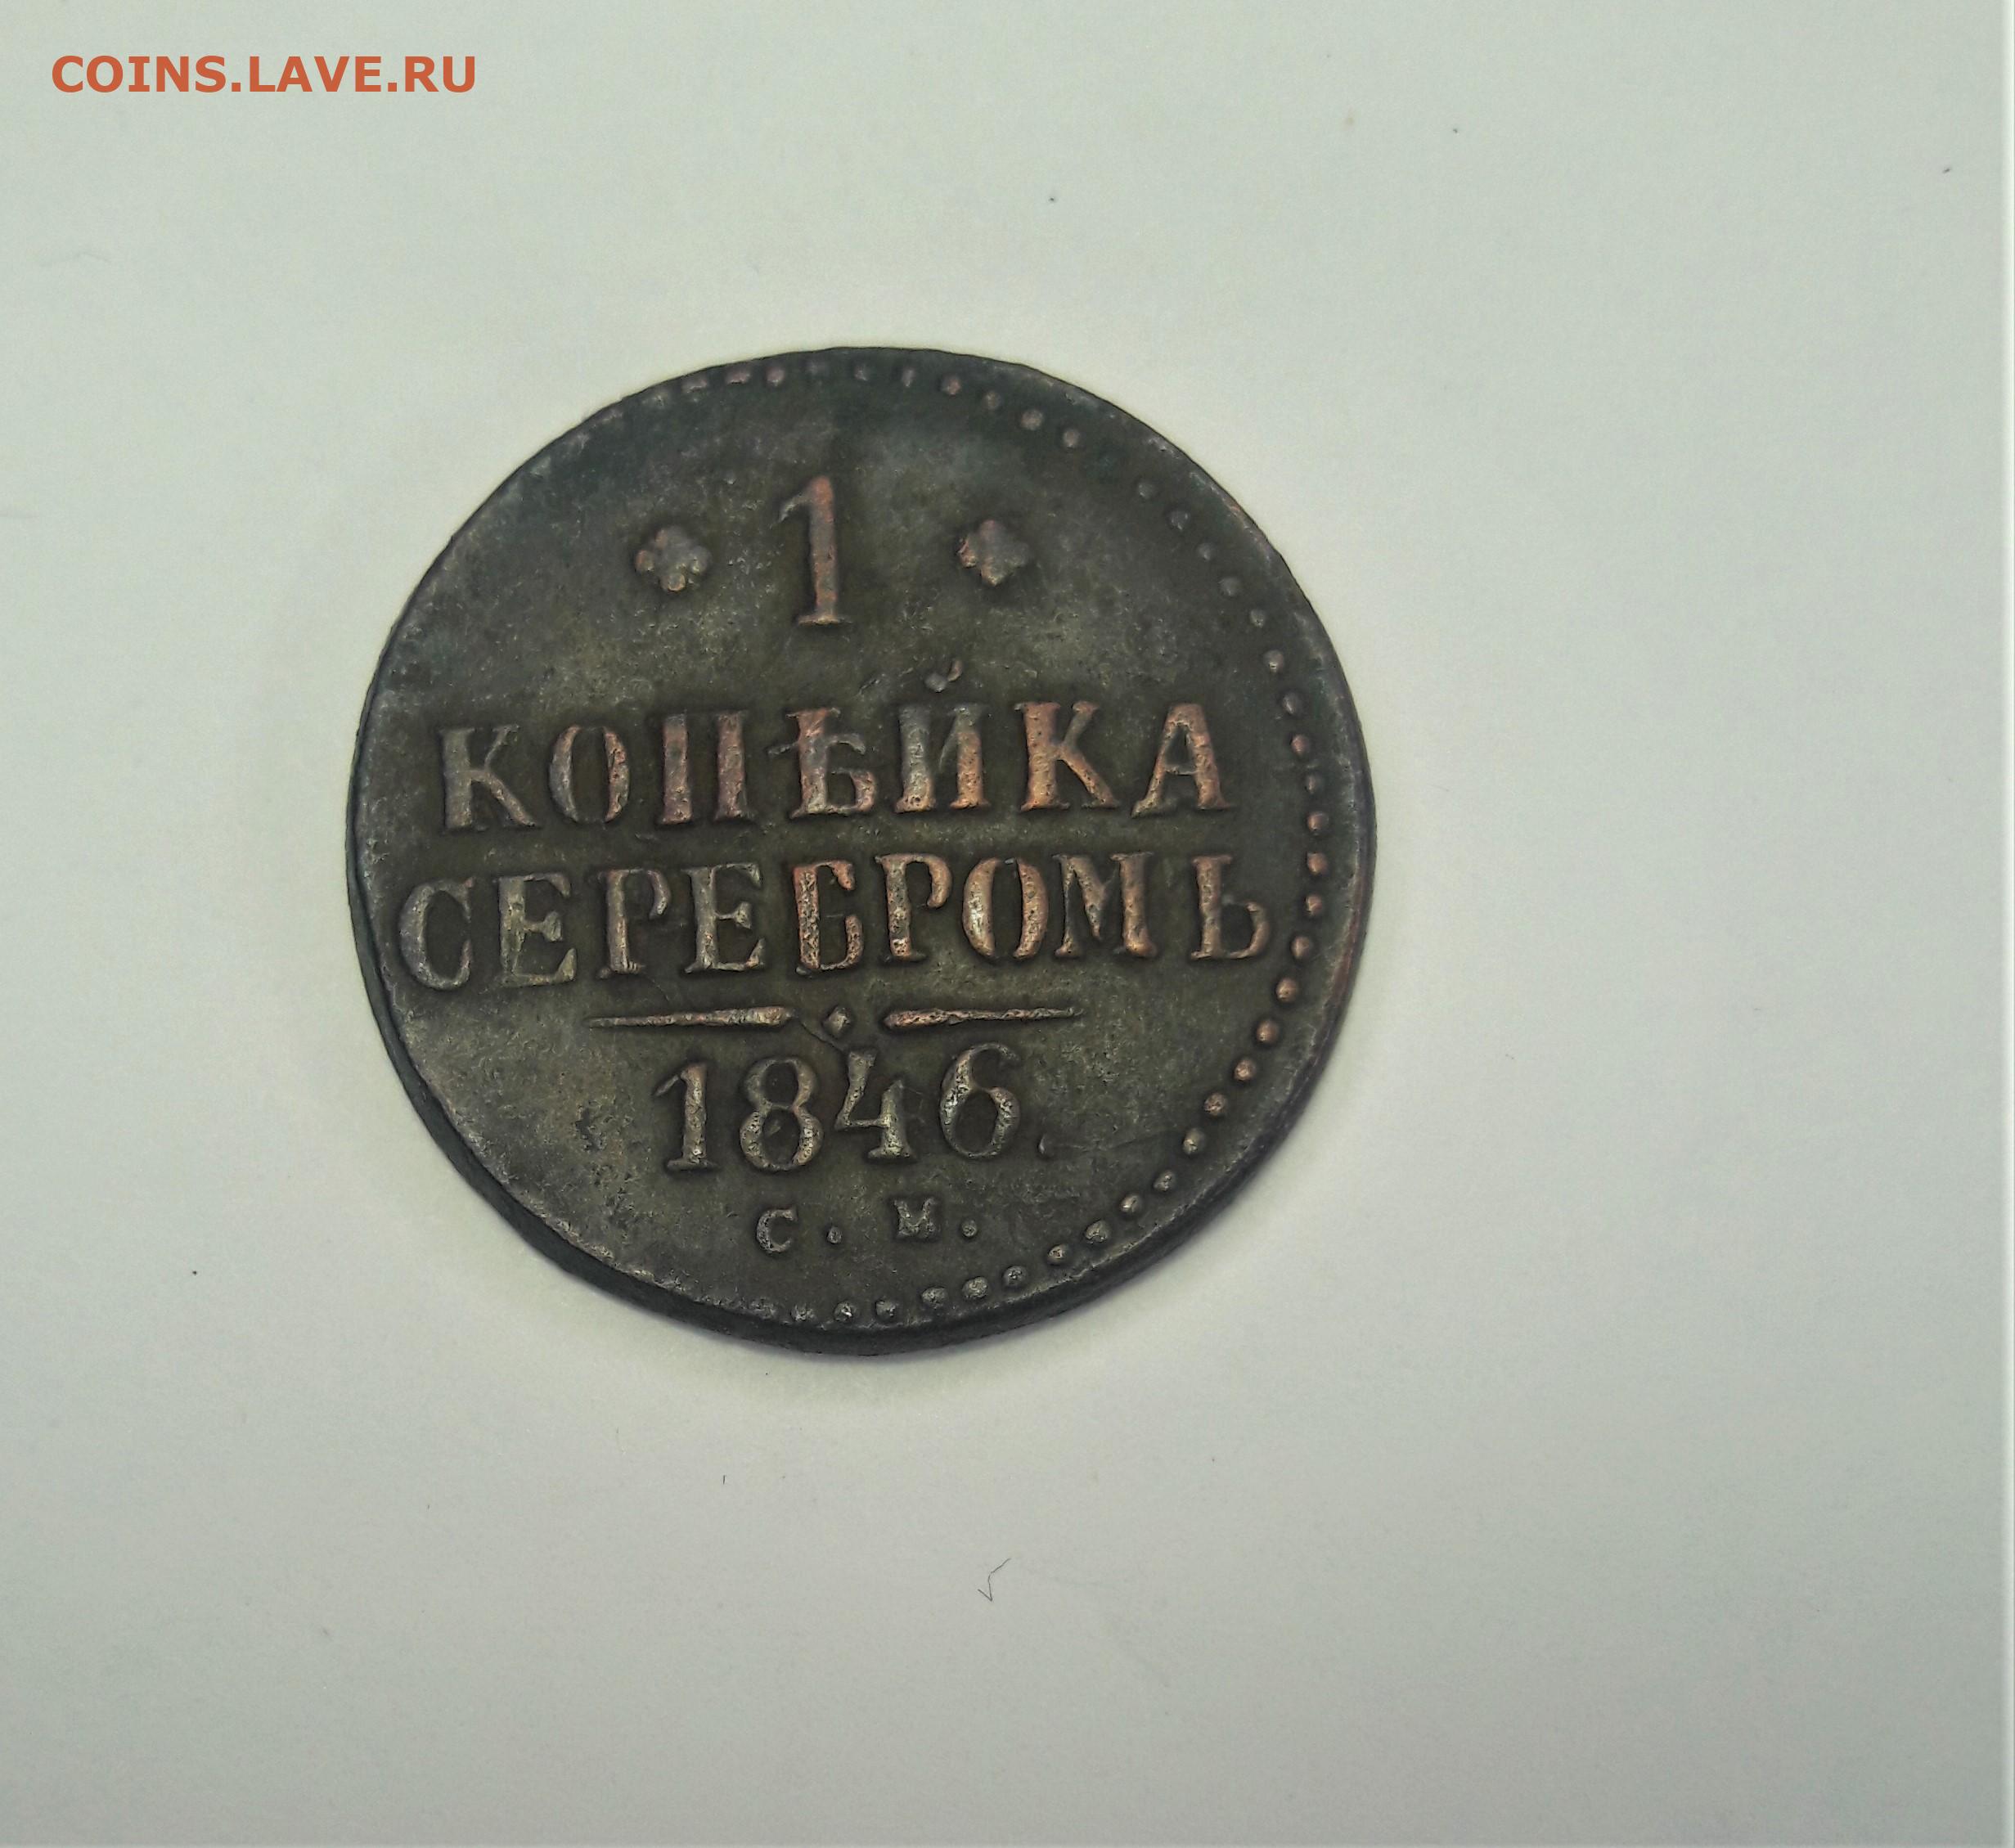 COINS.LAVE.RU
1
КОПѢЙКА
СЕРЕБРОМЪ
1846.
С. М.